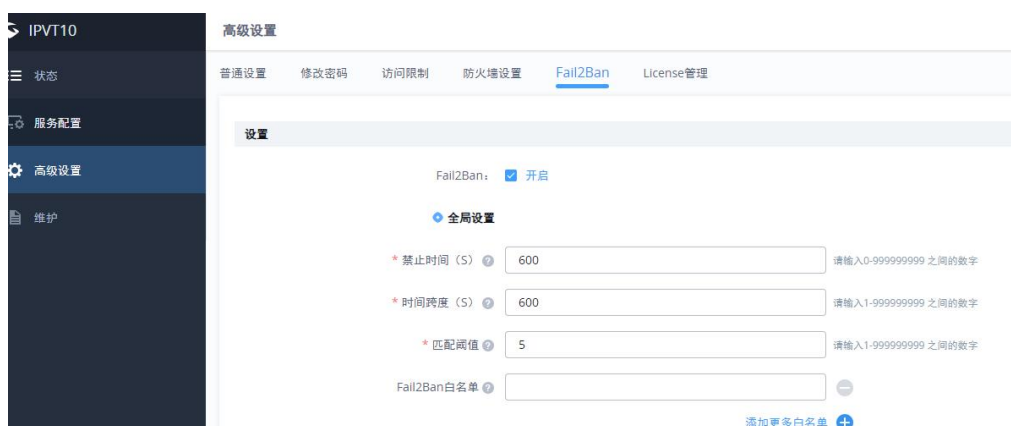 IPVT10
高级设置
状态
普通设置 修改密码 访问限制 防火墙设置 Fail2Ban License管理
服务配置
设置
高级设置
Fail2Ban： 开启
维护
全局设置
* 禁止时间（S） 600 请输入0-999999999 之间的数字
* 时间跨度（S） 600 请输入1-999999999 之间的数字
* 匹配阈值 5 请输入1-999999999 之间的数字
Fail2Ban白名单
添加更多白名单